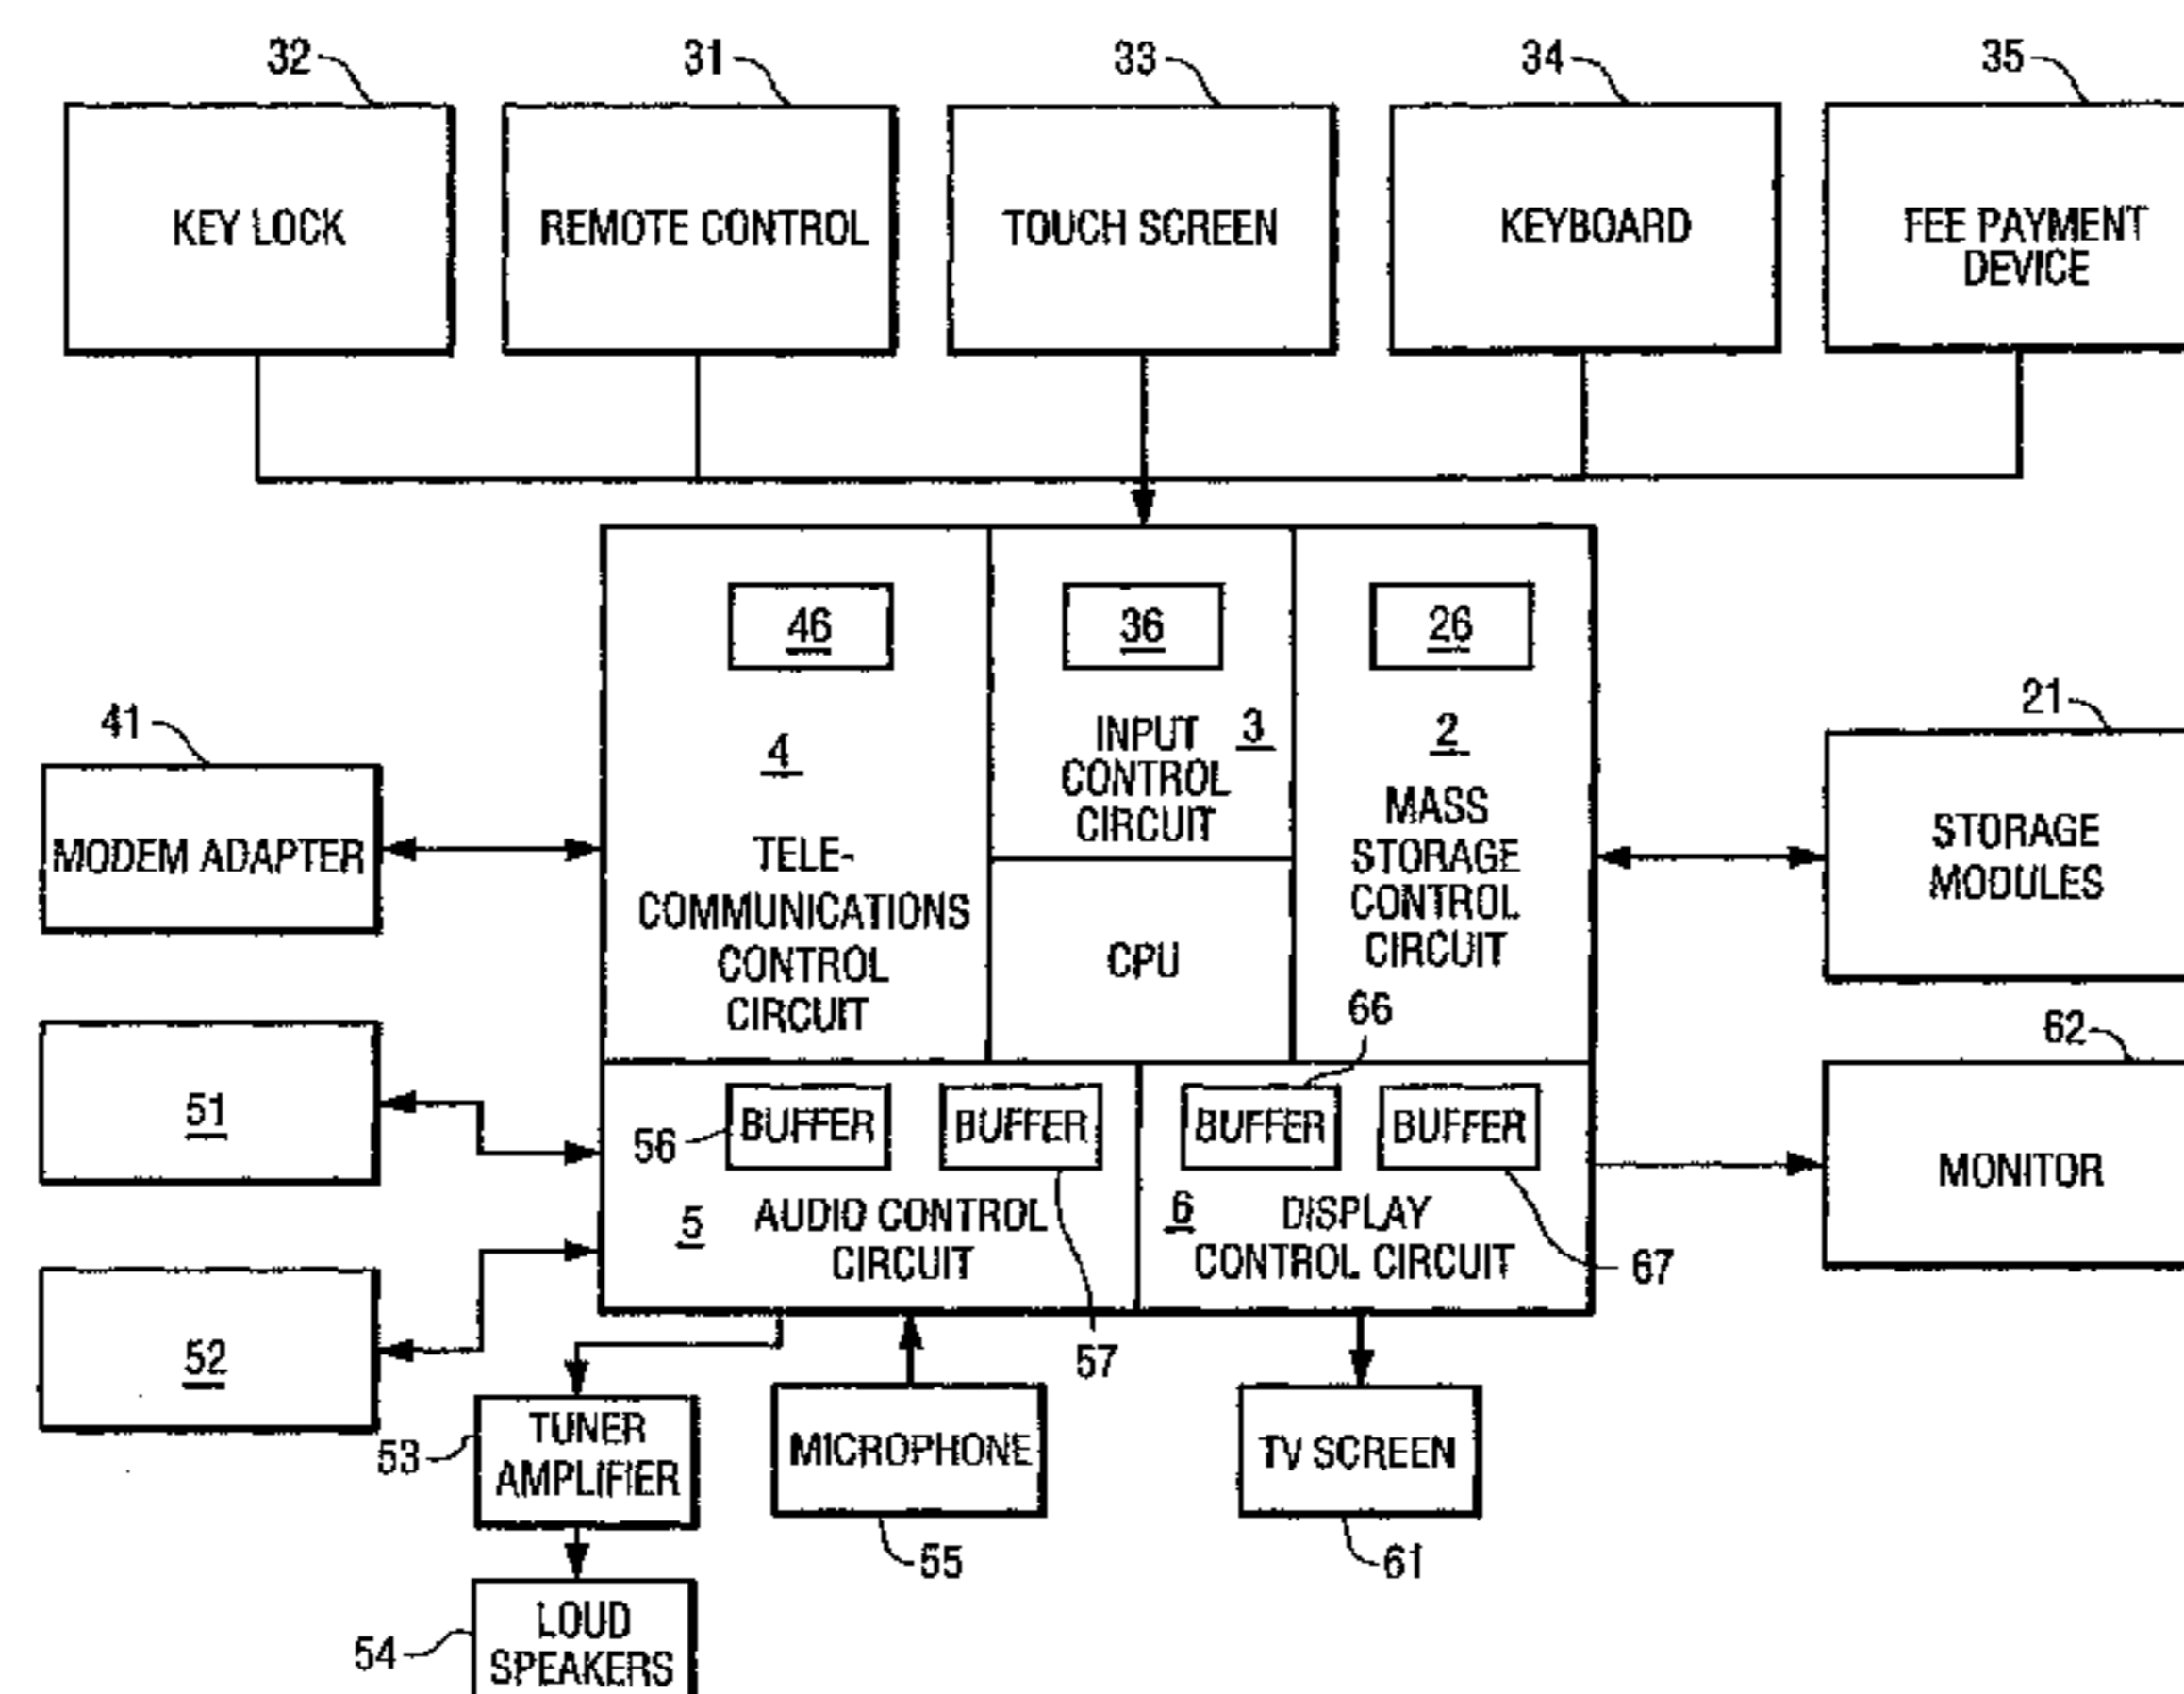 32
31
33
34
35
KEY LOCK
REMOTE CONTROL
TOUCH SCREEN
KEYBOARD
FEE PAYMENT
DEVICE
46
36
26
41
MODEM ADAPTER
4
TELE-
COMMUNICATIONS
CONTROL
CIRCUIT
INPUT 3
CONTROL
CIRCUIT
CPU
2
MASS
STORAGE
CONTROL
CIRCUIT
21
STORAGE
MODULES
51
52
56
BUFFER
BUFFER
5
AUDIO CONTROL
CIRCUIT
57
66
BUFFER
BUFFER
6
DISPLAY
CONTROL CIRCUIT
67
62
MONITOR
53
TUNER
AMPLIFIER
MICROPHONE
55
TV SCREEN
61
54
LOUD
SPEAKERS